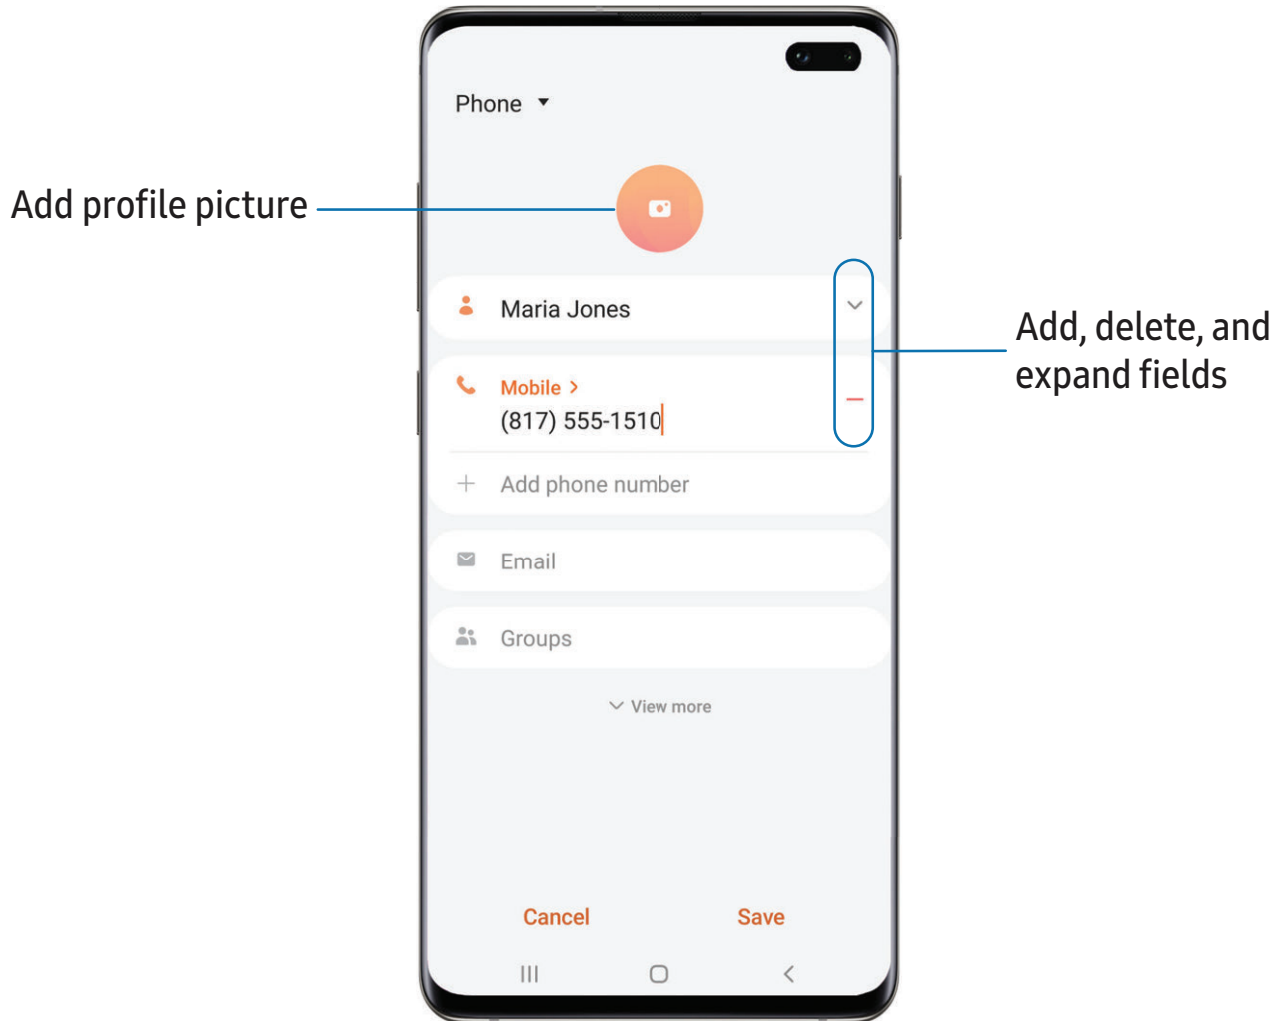 Phone
Add profile picture
Maria Jones
Add, delete, and
expand fields
Mobile >
(817) 555-1510
Add phone number
Email
Groups
View more
Cancel
Save